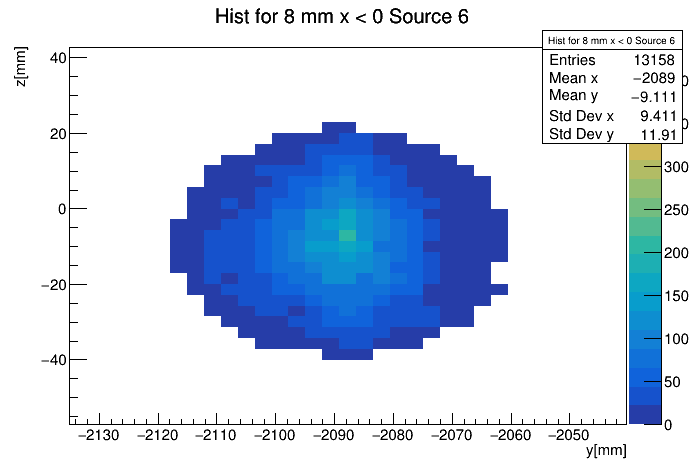 Hist for 8 mm x < 0 Source 6
z[mm]
40
20
0
−20
−40
Hist for 8 mm x < 0 Source 6
Entries 13158
Mean x −2089
Mean y −9.111
Std Dev x 9.411
Std Dev y 11.91
0
0
300
250
200
150
100
50
0
−2130 −2120 −2110 −2100 −2090 −2080 −2070 −2060 −2050
y[mm]